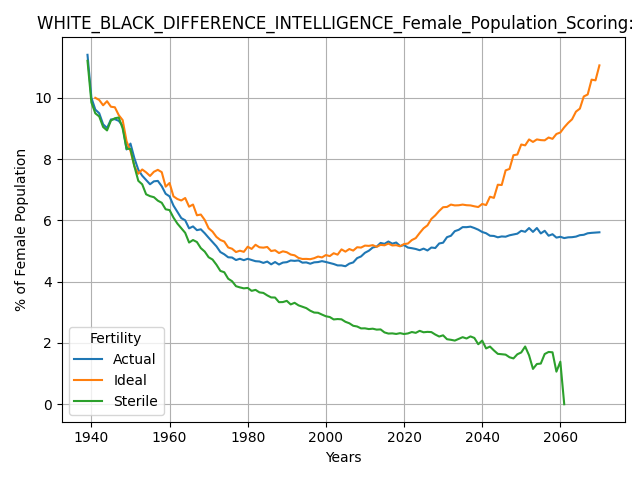 WHITE_BLACK_DIFFERENCE_INTELLIGENCE_Female_Population_Scoring:
10
8
6
4
2
0
% of Female Population
Fertility
Actual
Ideal
Sterile
1940 1960 1980 2000 2020 2040 2060
Years